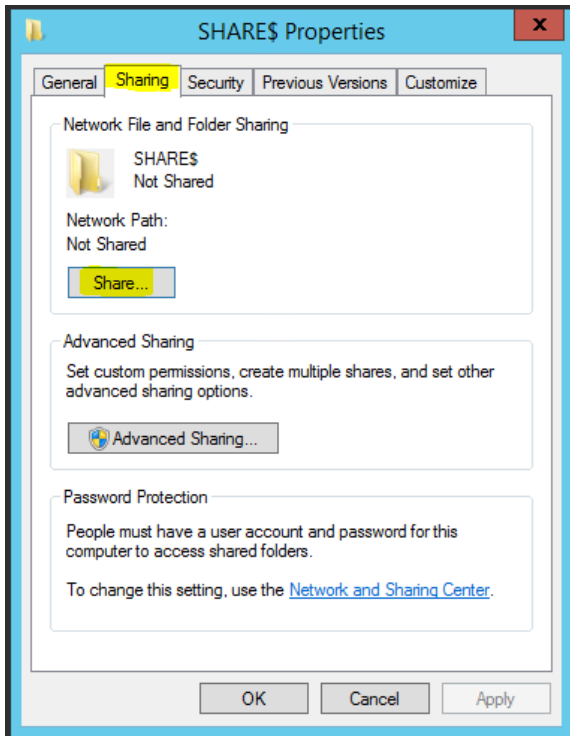 SHARE$ Properties
x
General Sharing Security Previous Versions Customize
Network File and Folder Sharing
SHARE$
Not Shared
Network Path:
Not Shared
Share...
Advanced Sharing
Set custom permissions, create multiple shares, and set other
advanced sharing options.
Advanced Sharing...
Password Protection
People must have a user account and password for this
computer to access shared folders.
To change this setting, use the Network and Sharing Center.
OK Cancel Apply